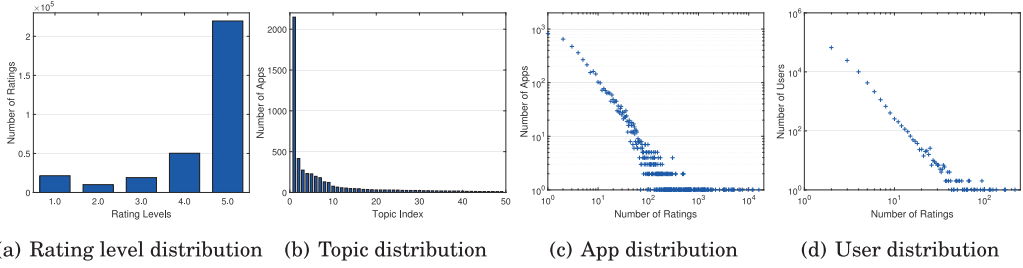 ×10^5
2
1.5
1
0.5
0
1.0 2.0 3.0 4.0 5.0
Number of Ratings
Rating Levels
2000
1500
1000
500
0
0 10 20 30 40 50
Number of Apps
Topic Index
10^3
10^2
10^1
10^0
10^0 10^1 10^2 10^3 10^4
Number of Apps
Number of Ratings
10^6
10^4
10^2
10^0
10^0 10^1 10^2
Number of Users
Number of Ratings
(a) Rating level distribution (b) Topic distribution (c) App distribution (d) User distribution